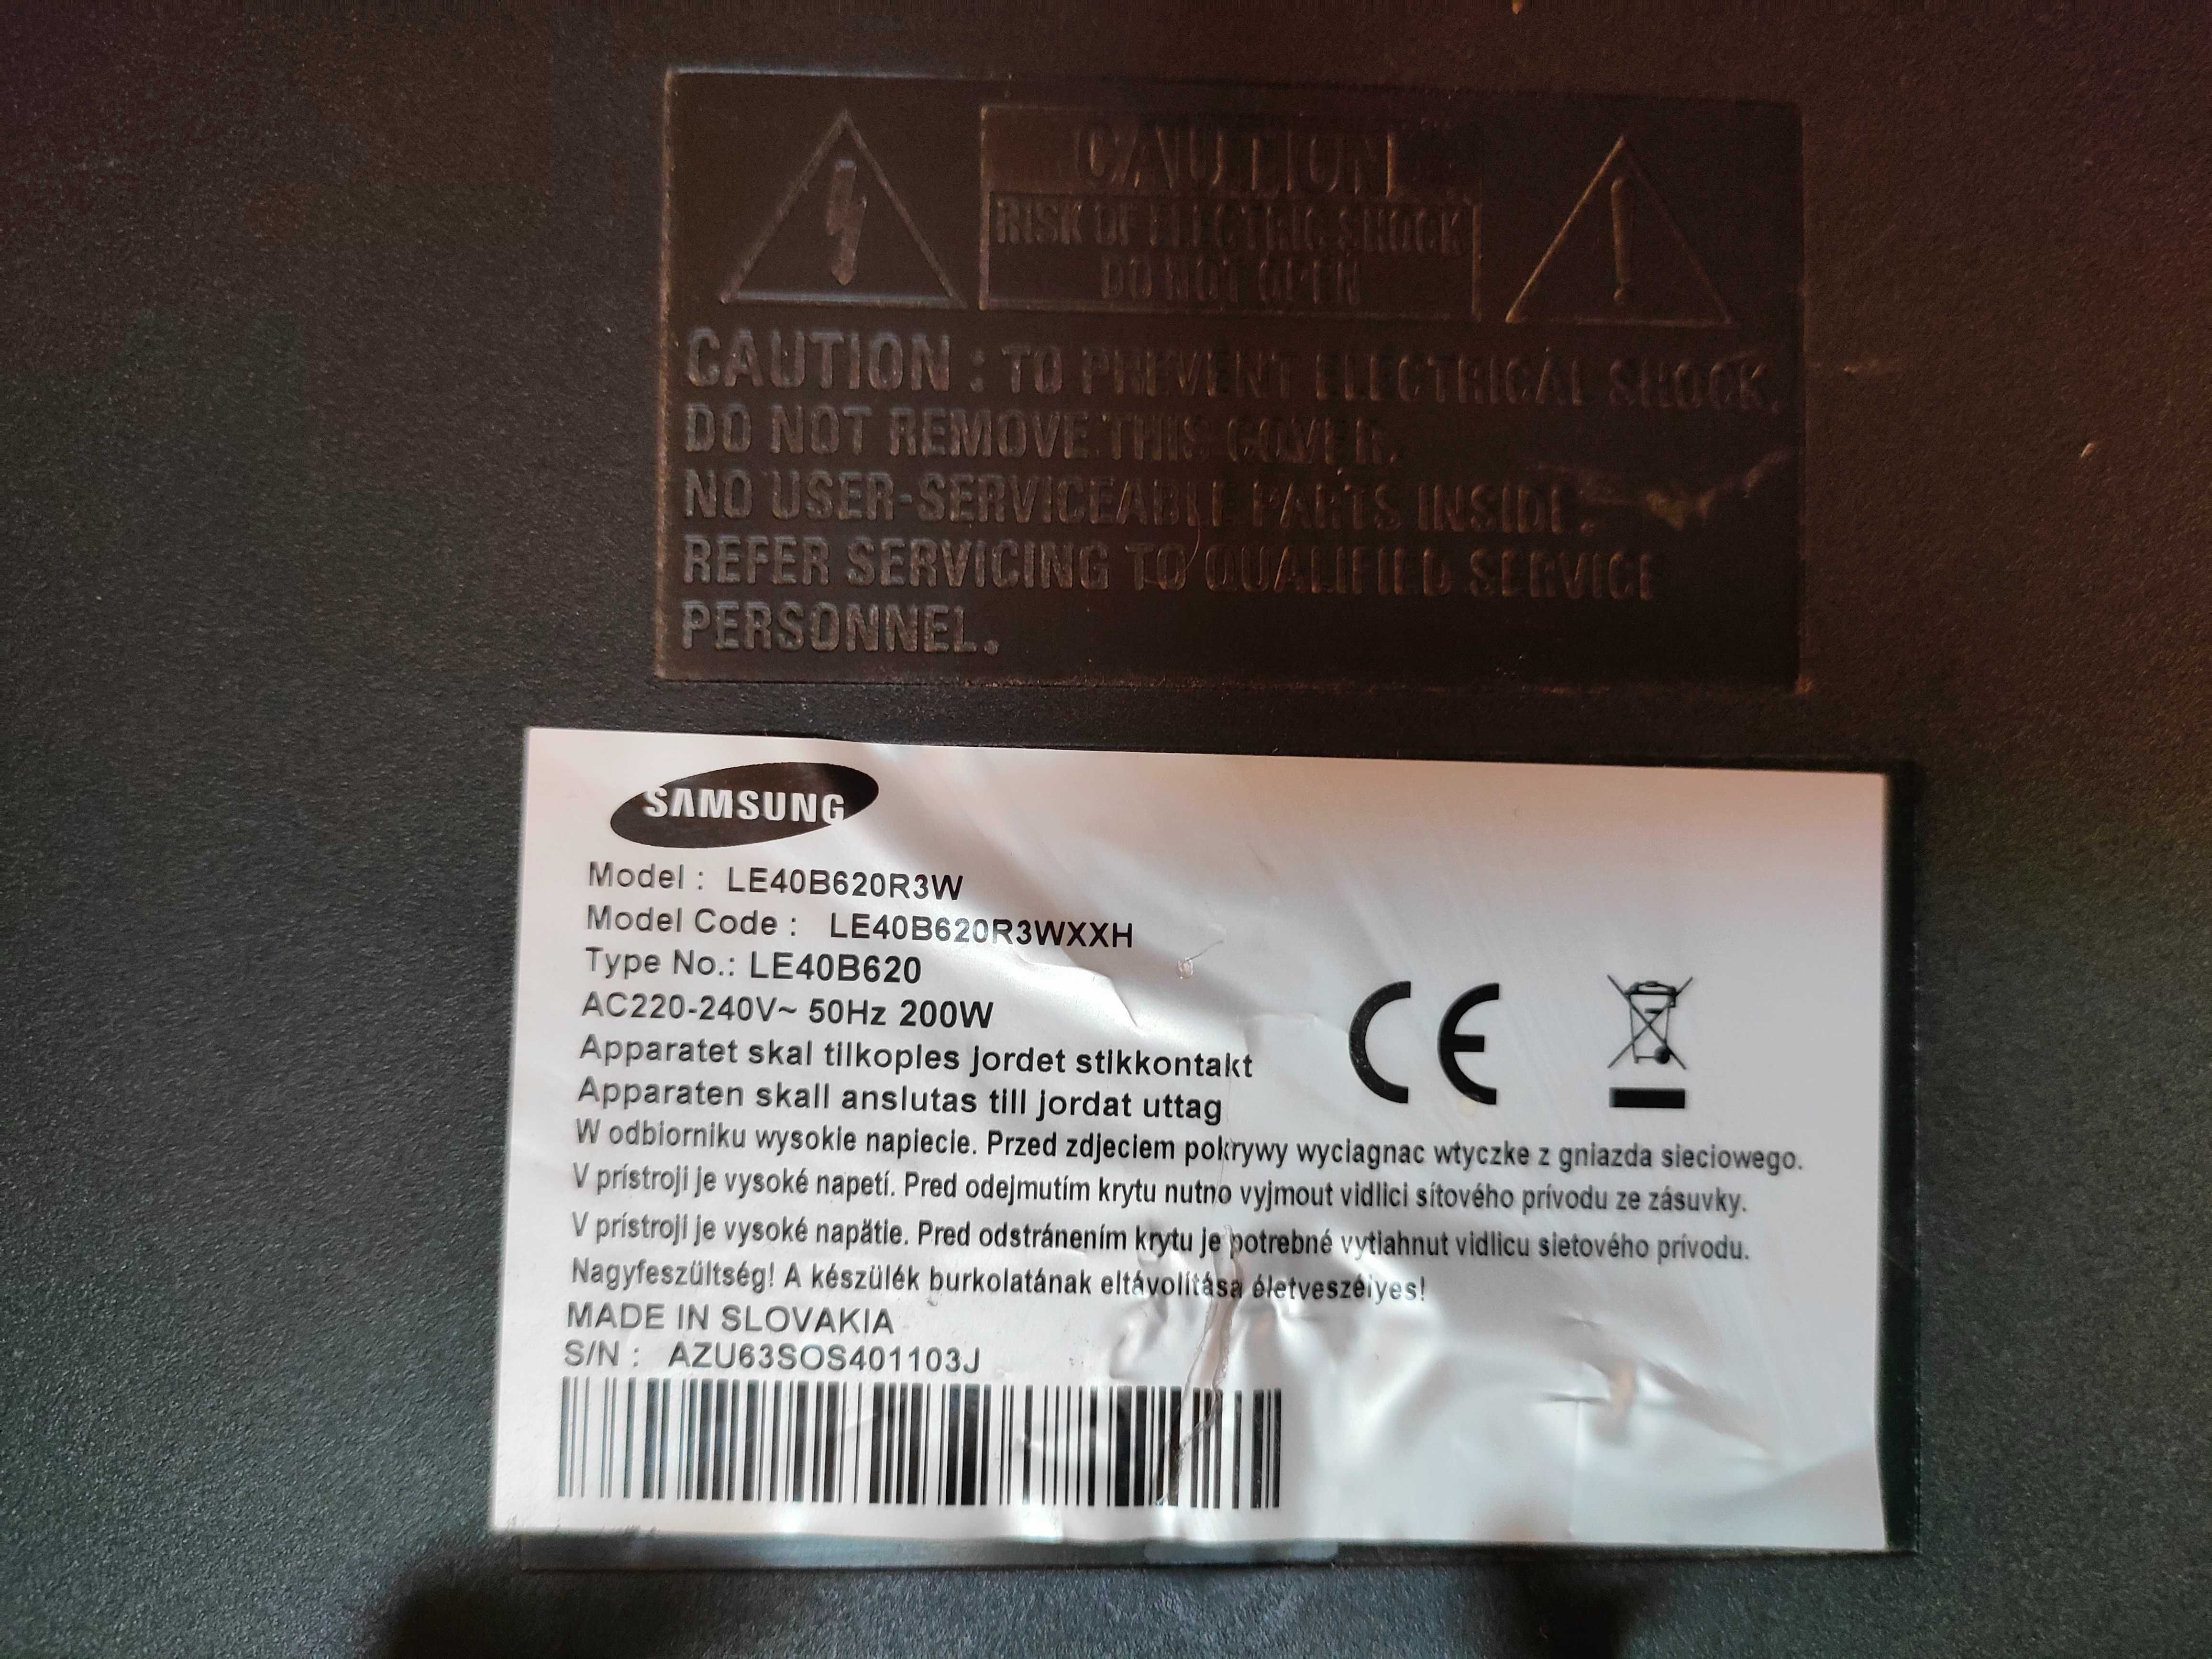 CAUTION
RISK OF ELECTRIC SHOCK
DO NOT OPEN
CAUTION : TO PREVENT ELECTRICAL SHOCK,
DO NOT REMOVE THIS COVER.
NO USER-SERVICEABLE PARTS INSIDE.
REFER SERVICING TO QUALIFIED SERVICE
PERSONNEL.
SAMSUNG
Model : LE40B620R3W
Model Code : LE40B620R3WXXH
Type No.: LE40B620
AC220-240V~ 50Hz 200W
Apparatet skal tilkoples jordet stikkontakt
Apparaten skall anslutas till jordat uttag
CE
W odbiorniku wysokie napiecie. Przed zdjeciem pokrywy wyciagnac wtyczke z gniazda sieciowego.
V prístroji je vysoké napetí. Pred odejmutím krytu nutno vyjmout vidlici sítového prívodu ze zásuvky.
V prístroji je vysoké napätie. Pred odstránením krytu je potrebné vytiahnut vidlicu sietového prívodu.
Nagyfeszültség! A készülék burkolatának eltávolítása életveszélyes!
MADE IN SLOVAKIA
S/N : AZU63SOS401103J